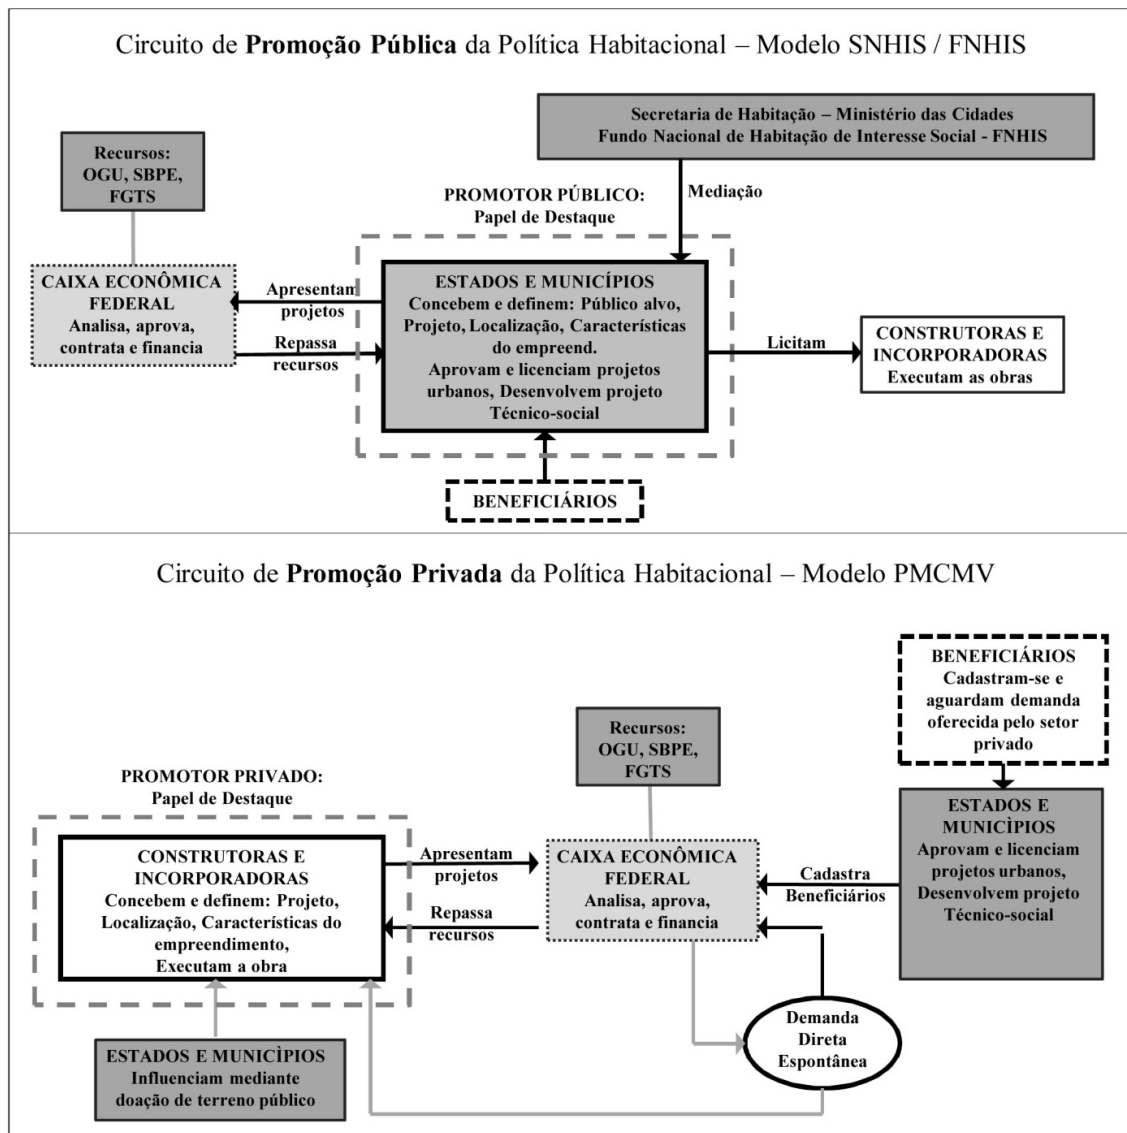 Circuito de Promoção Pública da Política Habitacional – Modelo SNHIS / FNHIS
Secretaria de Habitação – Ministério das Cidades
Fundo Nacional de Habitação de Interesse Social - FNHIS
Recursos:
OGU, SBPE,
FGTS
PROMOTOR PÚBLICO:
Papel de Destaque
Mediação
CAIXA ECONÔMICA
FEDERAL
Analisa, aprova,
contrata e financia
Apresentam
projetos
Repassa
recursos
ESTADOS E MUNICÍPIOS
Concebem e definem: Público alvo,
Projeto, Localização, Características
do empreend.
Aprovam e licenciam projetos
urbanos, Desenvolvem projeto
Técnico-social
Licitam
CONSTRUTORAS E
INCORPORADORAS
Executam as obras
BENEFICIÁRIOS
Circuito de Promoção Privada da Política Habitacional – Modelo PMCMV
BENEFICIÁRIOS
Cadastram-se e
aguardam demanda
oferecida pelo setor
privado
Recursos:
OGU, SBPE,
FGTS
PROMOTOR PRIVADO:
Papel de Destaque
CONSTRUTORAS E
INCORPORADORAS
Concebem e definem: Projeto,
Localização, Características do
empreendimento,
Executam a obra
Apresentam
projetos
Repassa
recursos
CAIXA ECONÔMICA
FEDERAL
Analisa, aprova,
contrata e financia
Cadastra
Beneficiários
ESTADOS E
MUNICÌPIOS
Aprovam e licenciam
projetos urbanos,
Desenvolvem projeto
Técnico-social
Demanda
Direta
Espontânea
ESTADOS E MUNICÌPIOS
Influenciam mediante
doação de terreno público